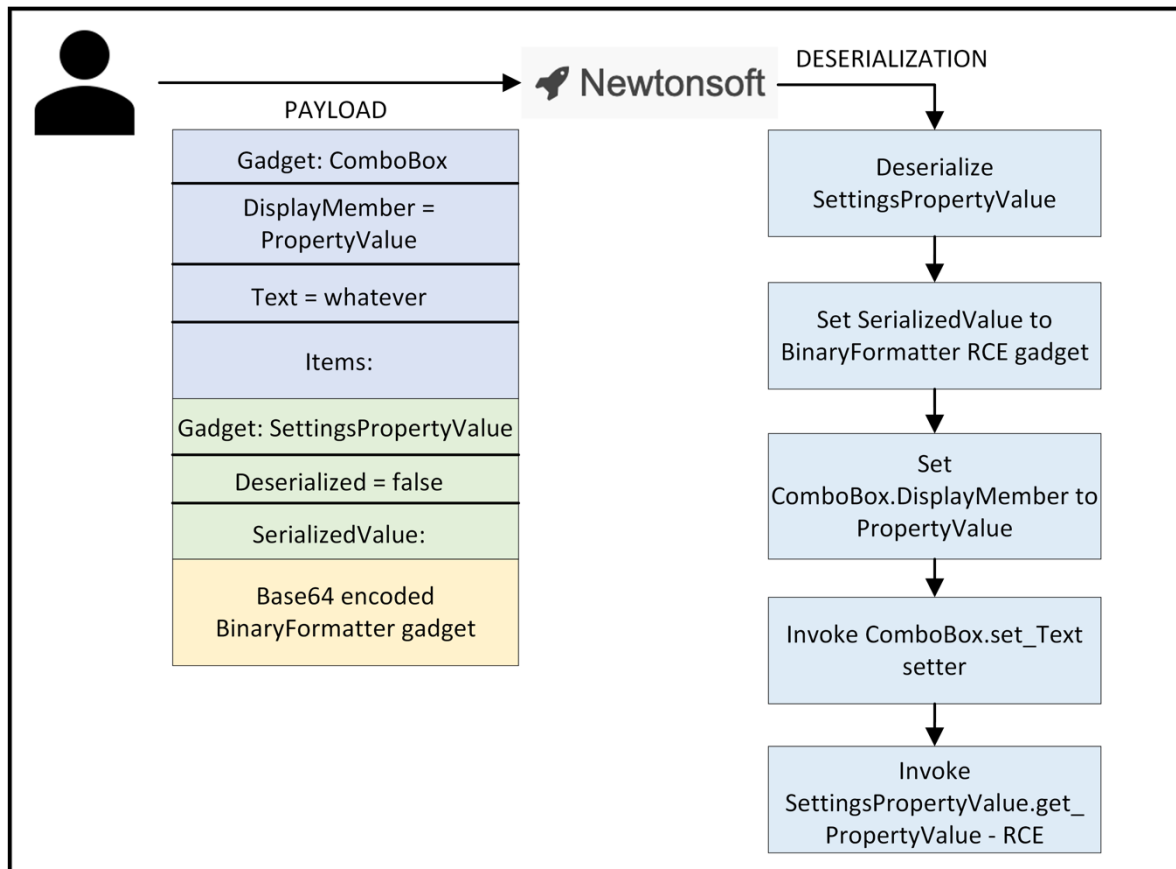 PAYLOAD
Gadget: ComboBox
DisplayMember =
PropertyValue
Text = whatever
Items:
Gadget: SettingsPropertyValue
Deserialized = false
SerializedValue:
Base64 encoded
BinaryFormatter gadget
Newtonsoft
DESERIALIZATION
Deserialize
SettingsPropertyValue
Set SerializedValue to
BinaryFormatter RCE gadget
Set
ComboBox.DisplayMember to
PropertyValue
Invoke ComboBox.set_Text
setter
Invoke
SettingsPropertyValue.get_
PropertyValue - RCE